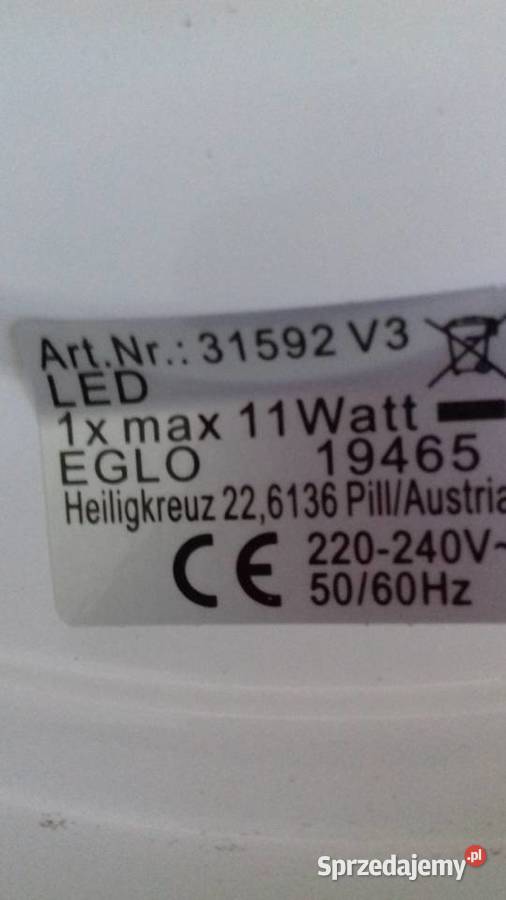 Art.Nr.: 31592 V3
LED
1x max 11Watt
EGLO 19465
Heiligkreuz 22,6136 Pill/Austria
CE 220-240V~
50/60Hz
Sprzedajemy.pl